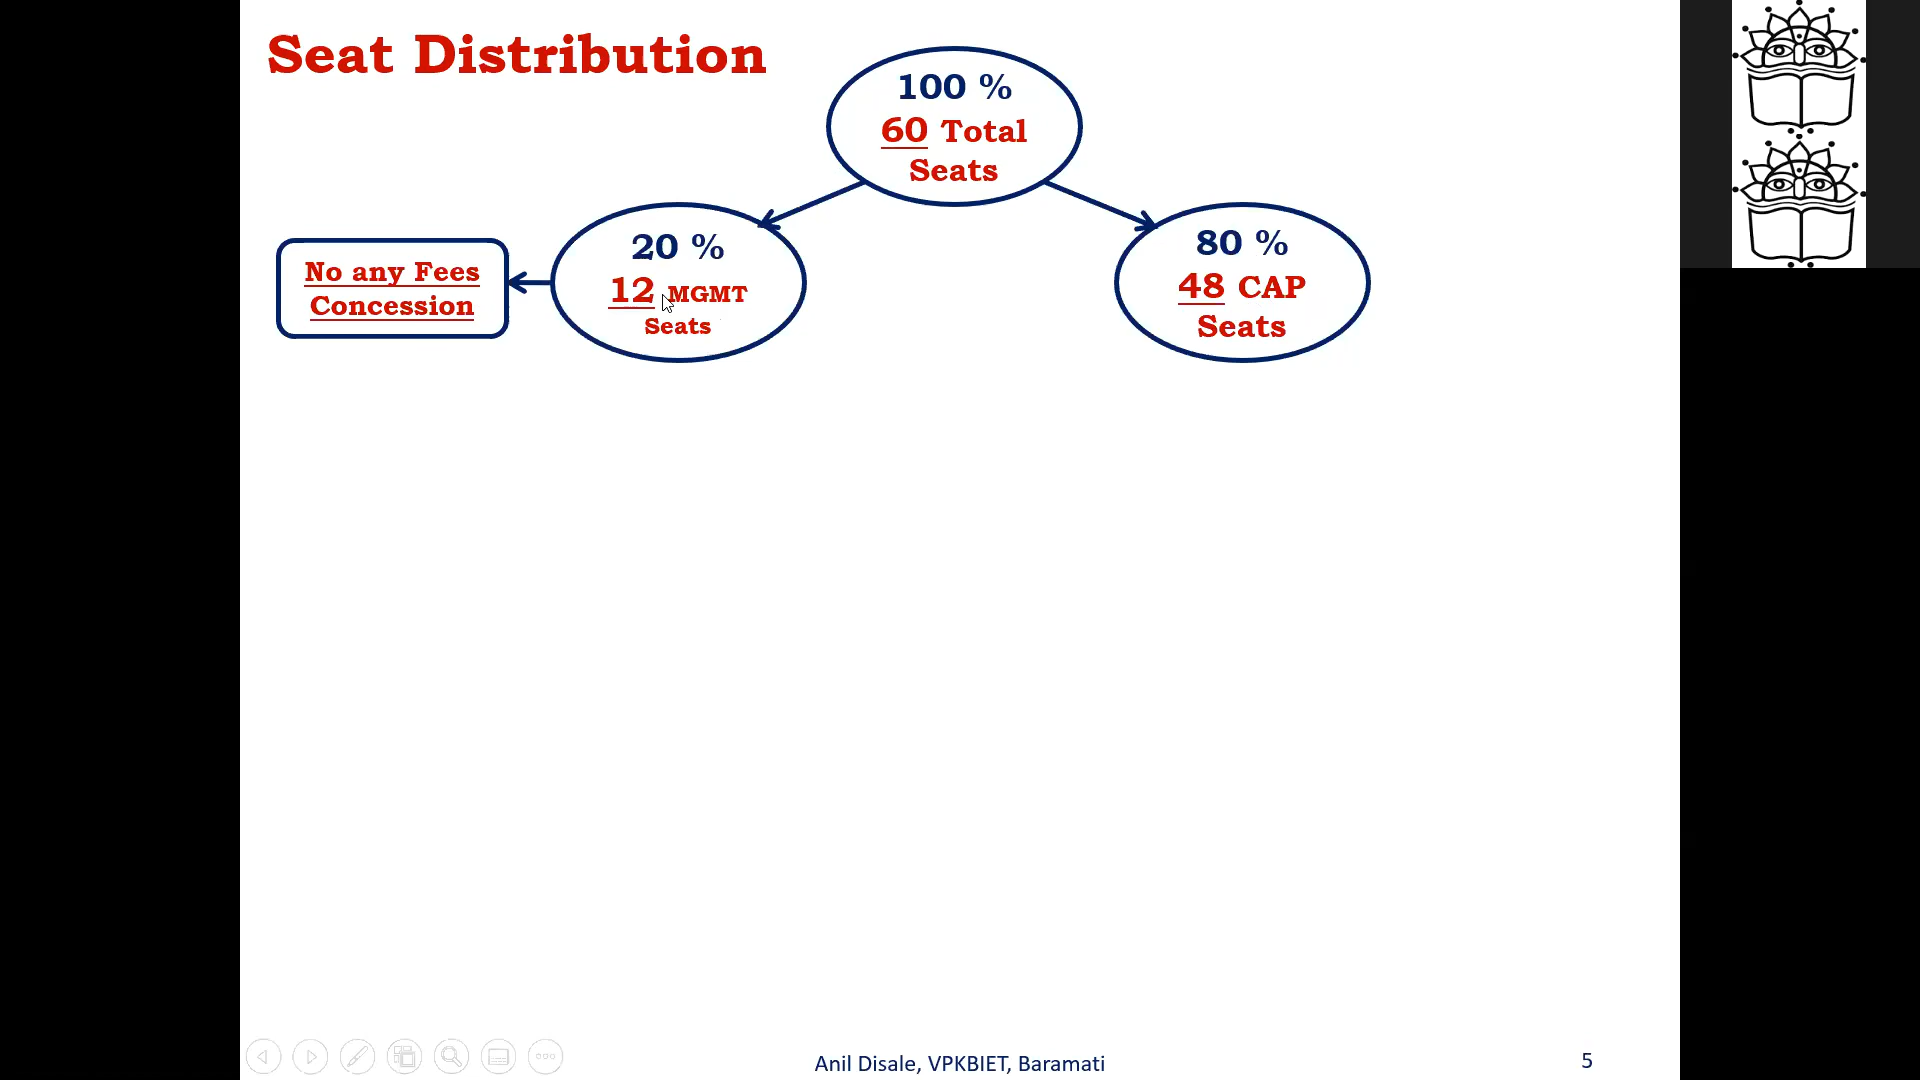 Seat Distribution
100 %
60 Total
Seats
20 %
12 MGMT
Seats
80 %
48 CAP
Seats
No any Fees
Concession
Anil Disale, VPKBIET, Baramati
5